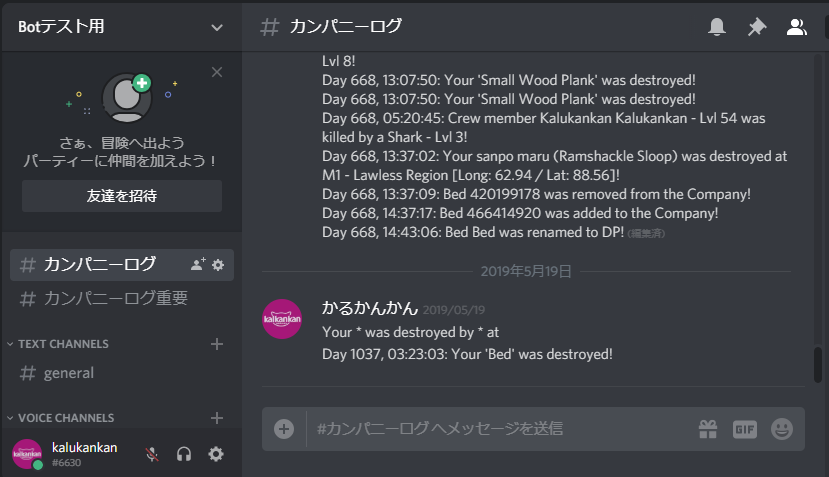 Botテスト用
カンパニーログ
さぁ、冒険へ出よう
パーティーに仲間を加えよう！
友達を招待
カンパニーログ
カンパニーログ重要
TEXT CHANNELS
general
VOICE CHANNELS
kalukankan
#6630
Lvl 8!
Day 668, 13:07:50: Your 'Small Wood Plank' was destroyed!
Day 668, 13:07:50: Your 'Small Wood Plank' was destroyed!
Day 668, 05:20:45: Crew member Kalukankan Kalukankan - Lvl 54 was
killed by a Shark - Lvl 3!
Day 668, 13:37:02: Your sanpo maru (Ramshackle Sloop) was destroyed at
M1 - Lawless Region [Long: 62.94 / Lat: 88.56]!
Day 668, 13:37:09: Bed 420199178 was removed from the Company!
Day 668, 14:37:17: Bed 466414920 was added to the Company!
Day 668, 14:43:06: Bed Bed was renamed to DP! (編集済)
2019年5月19日
kalkankan
かるかんかん 2019/05/19
Your * was destroyed by * at
Day 1037, 03:23:03: Your 'Bed' was destroyed!
#カンパニーログ へメッセージを送信
GIF